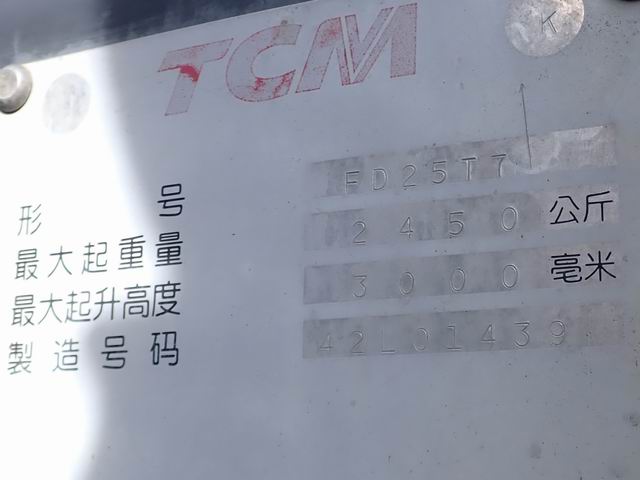 TCM
K
形号 FD25T7
最大起重量 2450 公斤
最大起升高度 3000 毫米
製造号码 42L01439